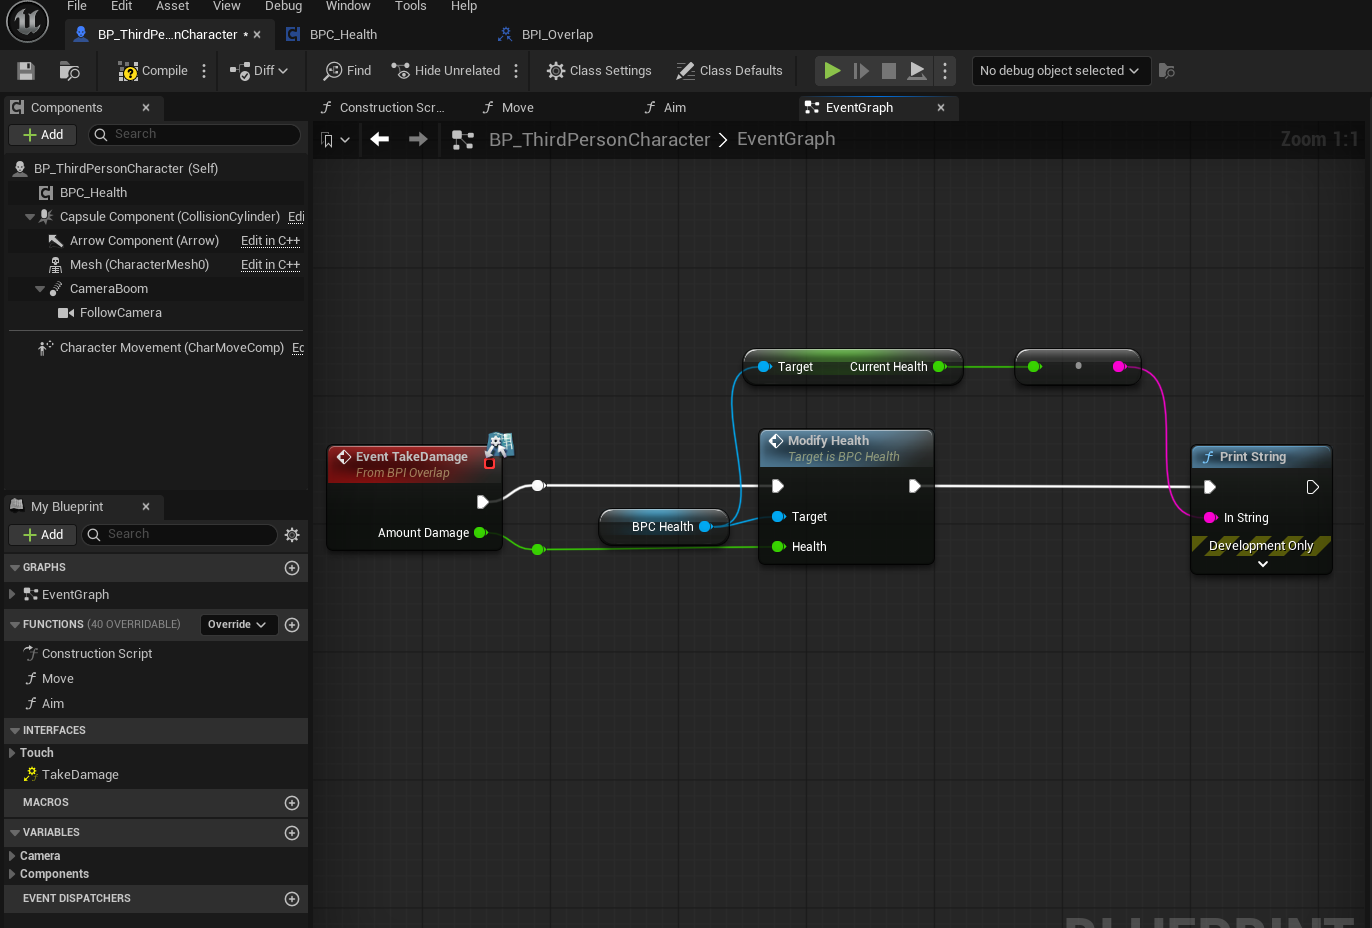 File Edit Asset View Debug Window Tools Help
BP_ThirdPe…nCharacter • BPC_Health BPI_Overlap
Compile Diff Find Hide Unrelated Class Settings Class Defaults No debug object selected
Components Construction Scr… Move Aim EventGraph
Add Search
BP_ThirdPersonCharacter EventGraph Zoom 1:1
BP_ThirdPersonCharacter (Self)
BPC_Health
Capsule Component (CollisionCylinder) Edi
Arrow Component (Arrow) Edit in C++
Mesh (CharacterMesh0) Edit in C++
CameraBoom
FollowCamera
Character Movement (CharMoveComp) Ec
Target Current Health
Event TakeDamage
From BPI Overlap
Amount Damage
BPC Health
Modify Health
Target is BPC Health
Target
Health
Print String
In String
Development Only
My Blueprint
Add Search
GRAPHS
EventGraph
FUNCTIONS (40 OVERRIDABLE) Override
Construction Script
Move
Aim
INTERFACES
Touch
TakeDamage
MACROS
VARIABLES
Camera
Components
EVENT DISPATCHERS
BLUEPRINT